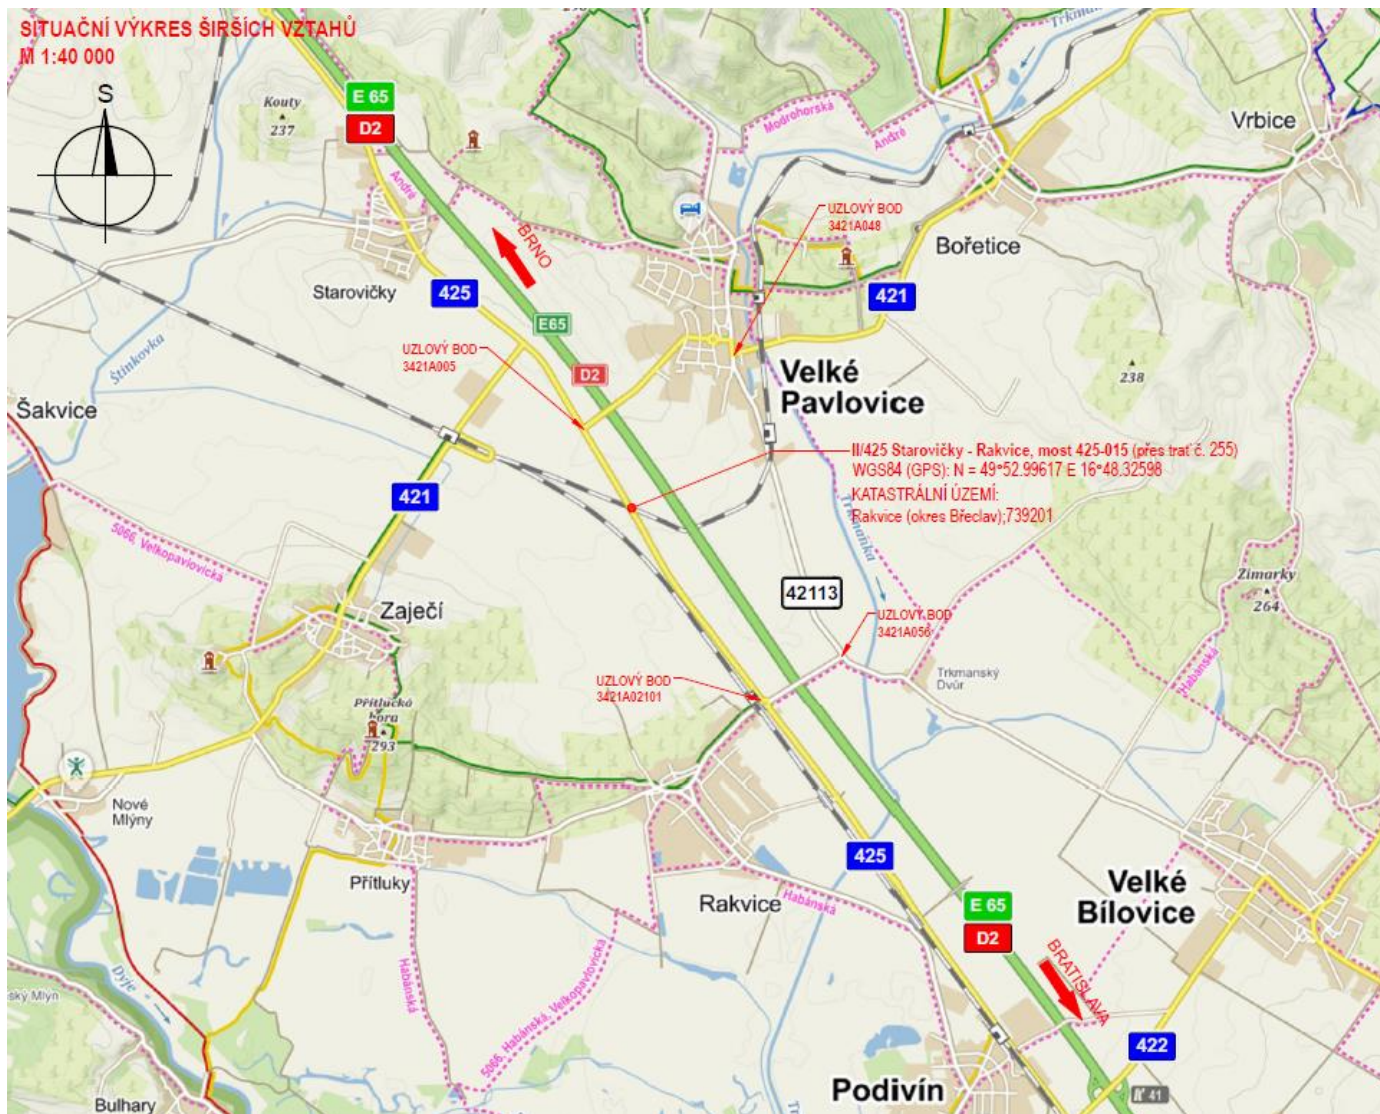 SITUAČNÍ VÝKRES ŠIRŠÍCH VZTAHŮ
M 1:40 000
S
Kouty
237
E 65
D2
Trkmanka
Modrohorská
André
Vrbice
André
UZLOVÝ BOD
3421A048
BRNO
Bořetice
Starovičky
425
421
E65
Štinkovka
UZLOVÝ BOD
3421A005
D2
Velké
Pavlovice
238
Šakvice
II/425 Starovičky - Rakvice, most 425-015 (přes trať č. 255)
WGS84 (GPS): N = 49°52.99617 E 16°48.32598
KATASTRÁLNÍ ÚZEMÍ:
Rakvice (okres Břeclav);739201
421
5066, Velkopavlovická
Trkmanka
42113
Zimarky
264
Zaječí
UZLOVÝ BOD
3421A056
Habánská
Trkmanský
Dvůr
UZLOVÝ BOD
3421A02101
Přítlucká
hora
293
Nové
Mlýny
425
Přítluky
Rakvice
Habánská
Velké
Bílovice
E 65
D2
Habánská
5066, Habánská, Velkopavlovická
Dyje
BRATISLAVA
ský Mlýn
422
Podivín
41
Bulhary